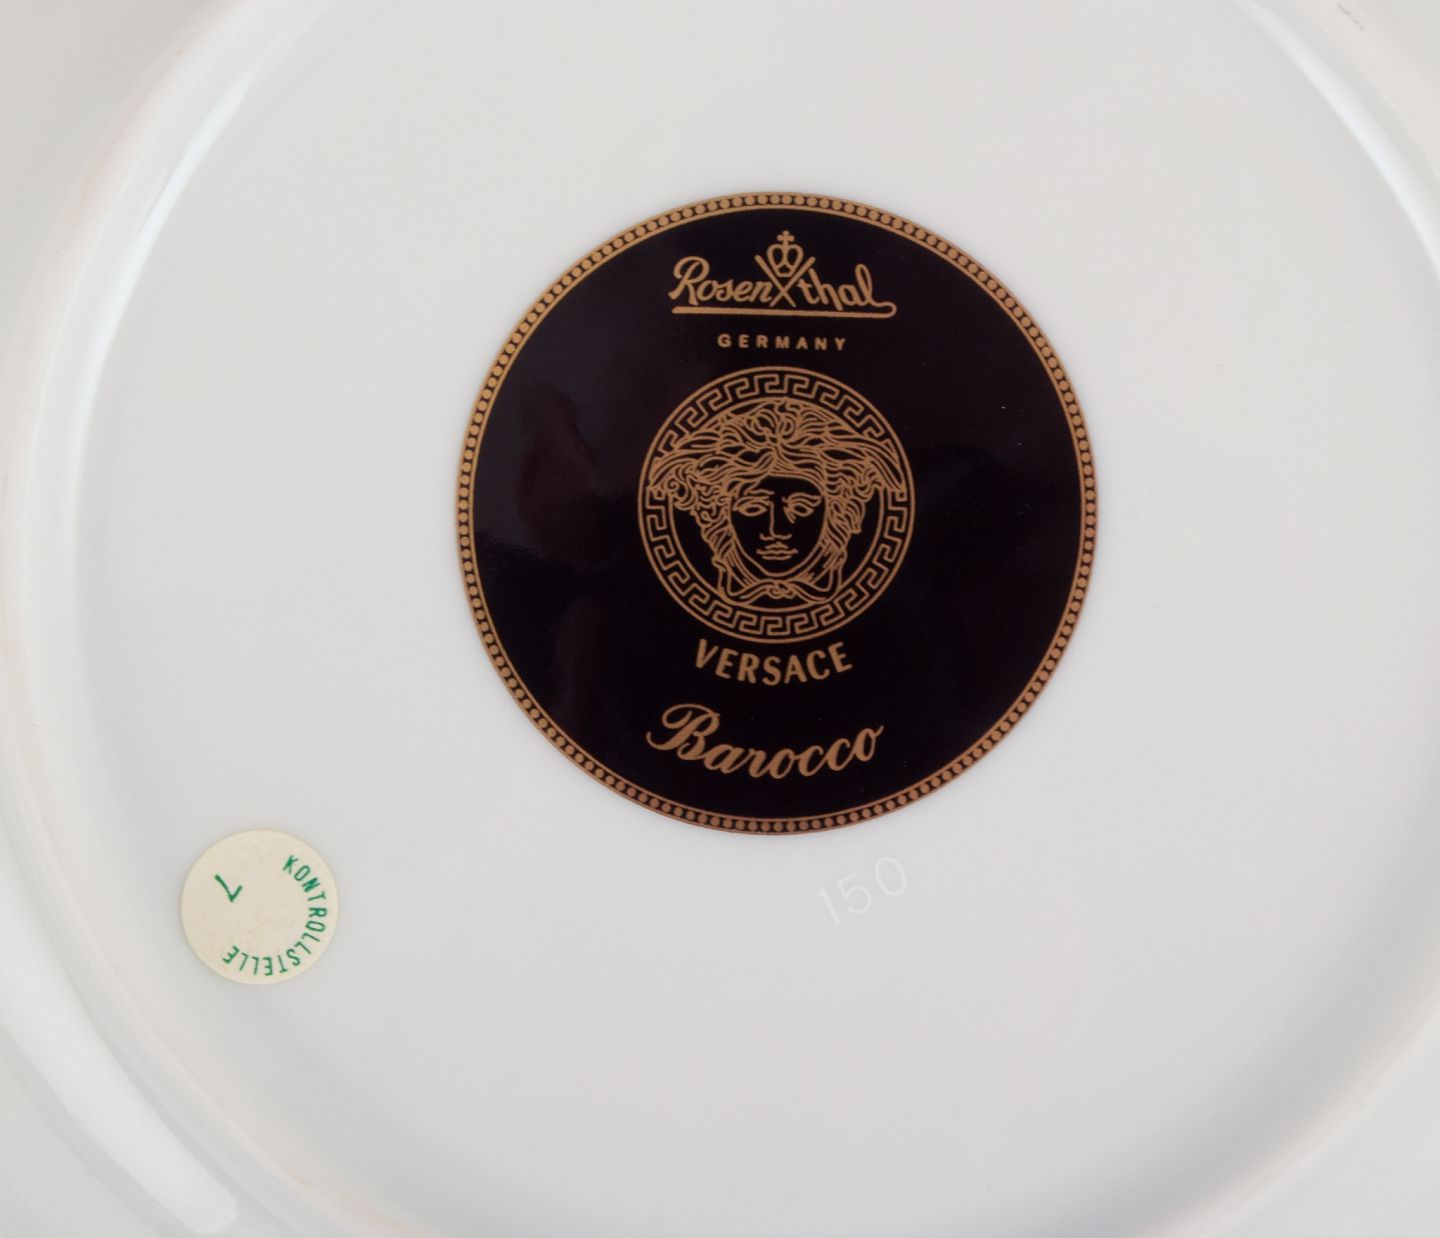 Rosenthal
GERMANY
VERSACE
Barocco
150
KONTROLLSTELLE
7